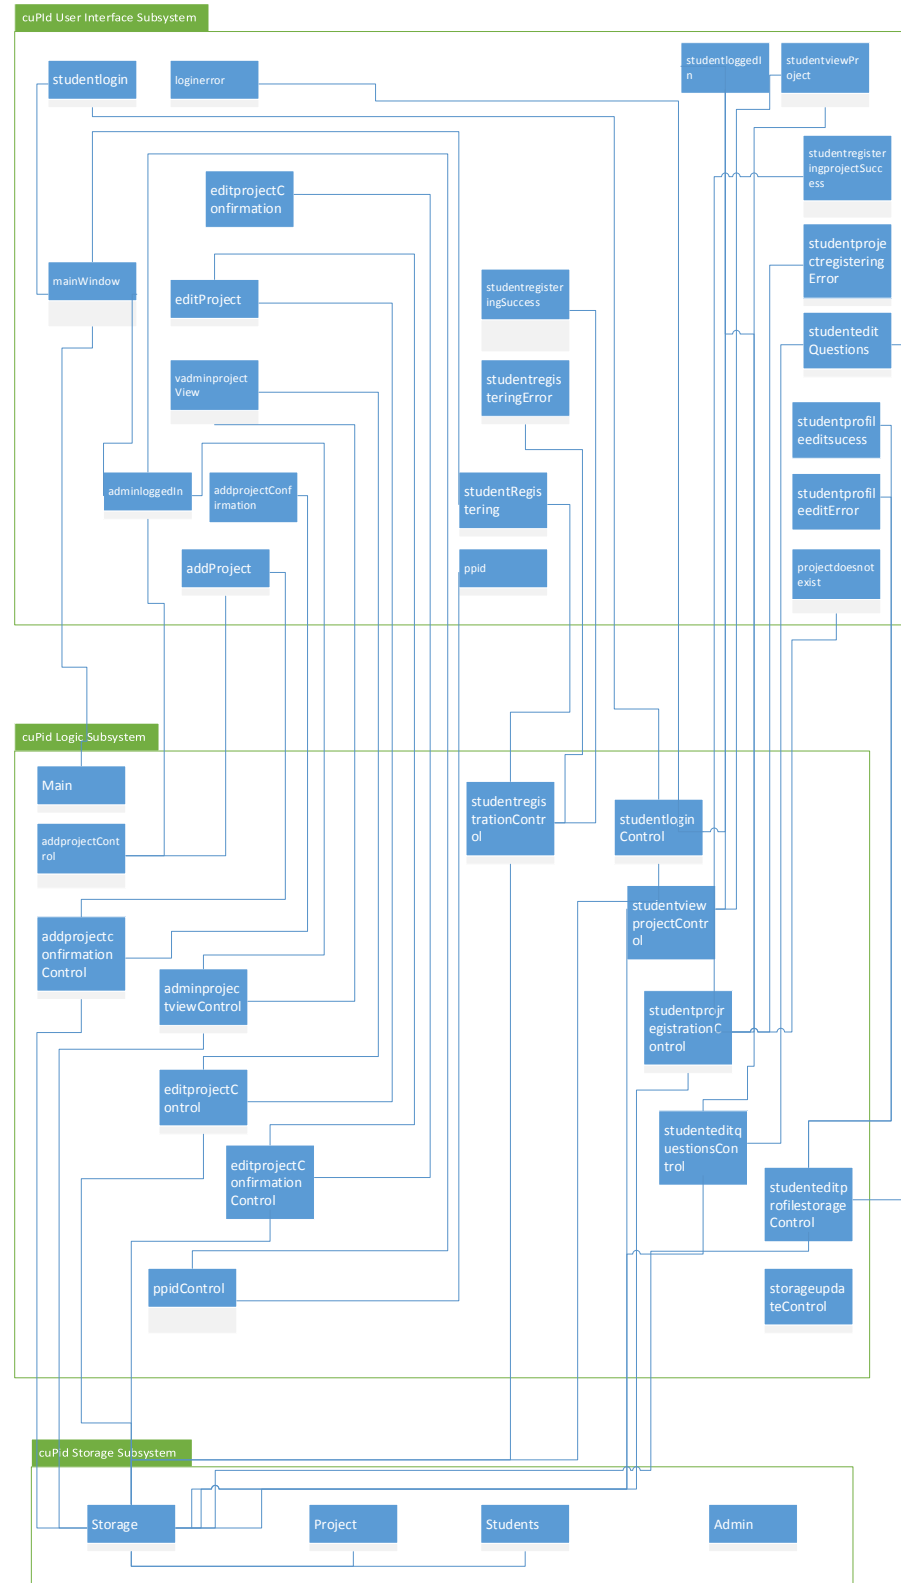 cuPId User Interface Subsystem
studentlogin
loginerror
studentloggedI
n
studentviewPr
oject
studentregister
ingprojectSucc
ess
editprojectC
onfirmation
studentproje
ctregistering
Error
mainWindow
editProject
studentregister
ingSuccess
studentedit
Questions
vadminproject
View
studentregis
teringError
studentprofil
eeditsucess
adminloggedIn
addprojectConf
irmation
studentRegis
tering
studentprofil
eeditError
addProject
ppid
projectdoesnot
exist
cuPid Logic Subsystem
Main
studentregis
trationContr
ol
studentlogin
Control
addprojectCont
rol
studentview
projectContr
ol
addprojectc
onfirmation
Control
adminprojec
tviewControl
studentprojr
egistrationC
ontrol
editprojectC
ontrol
studenteditq
uestionsCon
trol
editprojectC
onfirmation
Control
studenteditp
rofilestorage
Control
ppidControl
storageupda
teControl
cuPid Storage Subsystem
Storage
Project
Students
Admin